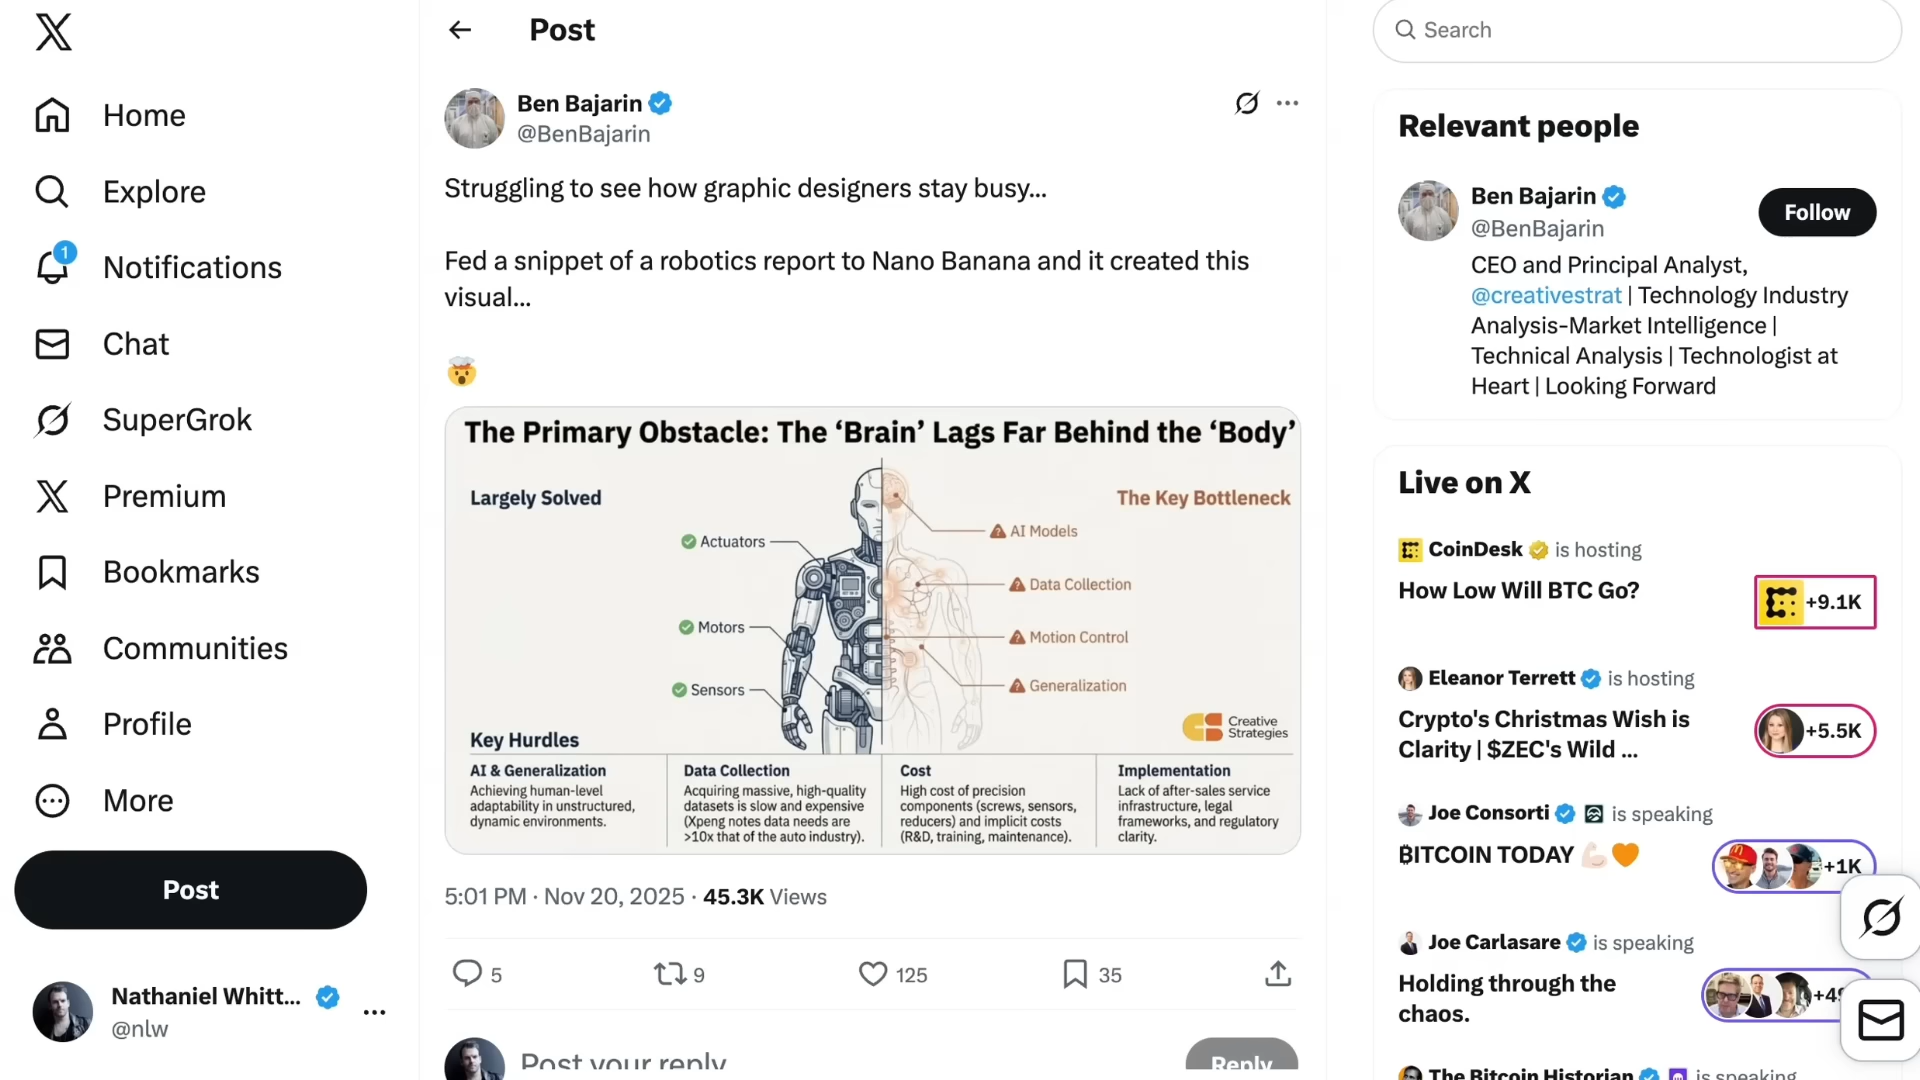 Home
Explore
1
Notifications
Chat
SuperGrok
Premium
Bookmarks
Communities
Profile
More
Post
Nathaniel Whitt...
@nlw
Post
Ben Bajarin
@BenBajarin
Struggling to see how graphic designers stay busy...
Fed a snippet of a robotics report to Nano Banana and it created this
visual...
The Primary Obstacle: The ‘Brain’ Lags Far Behind the ‘Body’
Largely Solved
The Key Bottleneck
Actuators
Motors
Sensors
AI Models
Data Collection
Motion Control
Generalization
Creative
Strategies
Key Hurdles
AI & Generalization
Achieving human-level
adaptability in unstructured,
dynamic environments.
Data Collection
Acquiring massive, high-quality
datasets is slow and expensive
(Xpeng notes data needs are
>10x that of the auto industry).
Cost
High cost of precision
components (screws, sensors,
reducers) and implicit costs
(R&D, training, maintenance).
Implementation
Lack of after-sales service
infrastructure, legal
frameworks, and regulatory
clarity.
5:01 PM · Nov 20, 2025 · 45.3K Views
5
9
125
35
Post your reply
Reply
Search
Relevant people
Ben Bajarin
@BenBajarin
Follow
CEO and Principal Analyst,
@creativestrat | Technology Industry
Analysis-Market Intelligence |
Technical Analysis | Technologist at
Heart | Looking Forward
Live on X
CoinDesk is hosting
How Low Will BTC Go?
+9.1K
Eleanor Terrett is hosting
Crypto's Christmas Wish is
Clarity | $ZEC's Wild ...
+5.5K
Joe Consorti is speaking
₿ITCOIN TODAY
+1K
Joe Carlasare is speaking
Holding through the
chaos.
The Bitcoin Historian is speaking